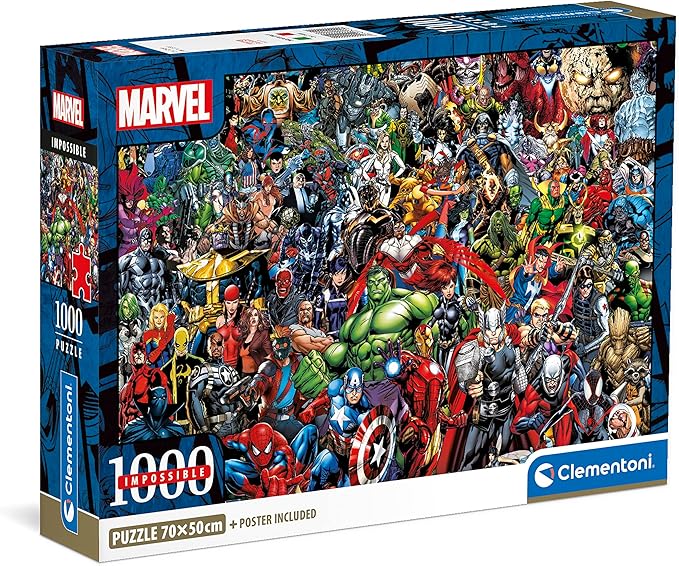 MARVEL
IMPOSSIBLE
1000
PUZZLE
Clementoni
MARVEL
1000
IMPOSSIBLE
PUZZLE 70×50cm + POSTER INCLUDED
Clementoni